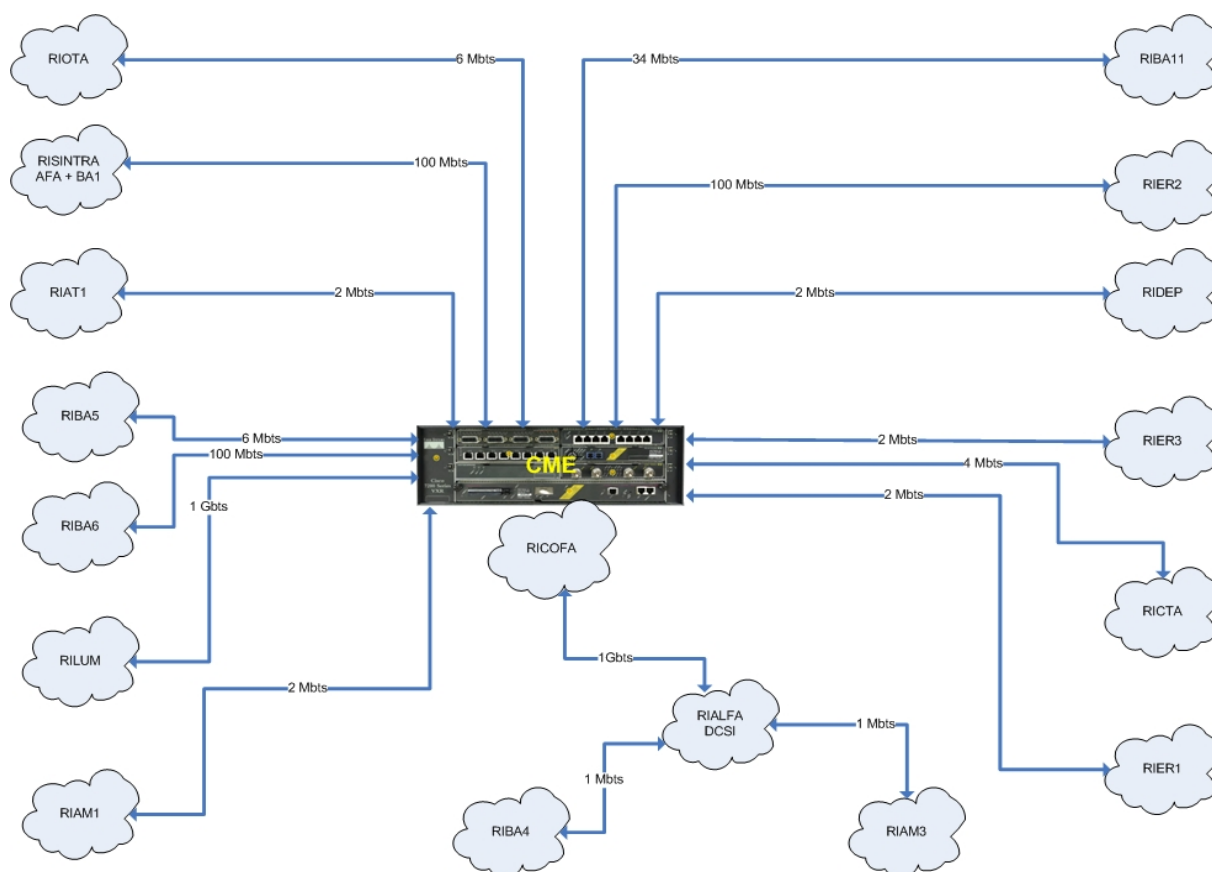 RIOTA
6 Mbts
34 Mbts
RIBA11
RISINTRA
AFA + BA1
100 Mbts
100 Mbts
RIER2
RIAT1
2 Mbts
2 Mbts
RIDEP
RIBA5
6 Mbts
2 Mbts
RIER3
100 Mbts
CME
4 Mbts
Cisco
2 Mbts
1 Gbts
RIBA6
RICOFA
RICTA
RILUM
1Gbts
2 Mbts
RIALFA
DCSI
1 Mbts
RIER1
1 Mbts
RIAM1
RIBA4
RIAM3